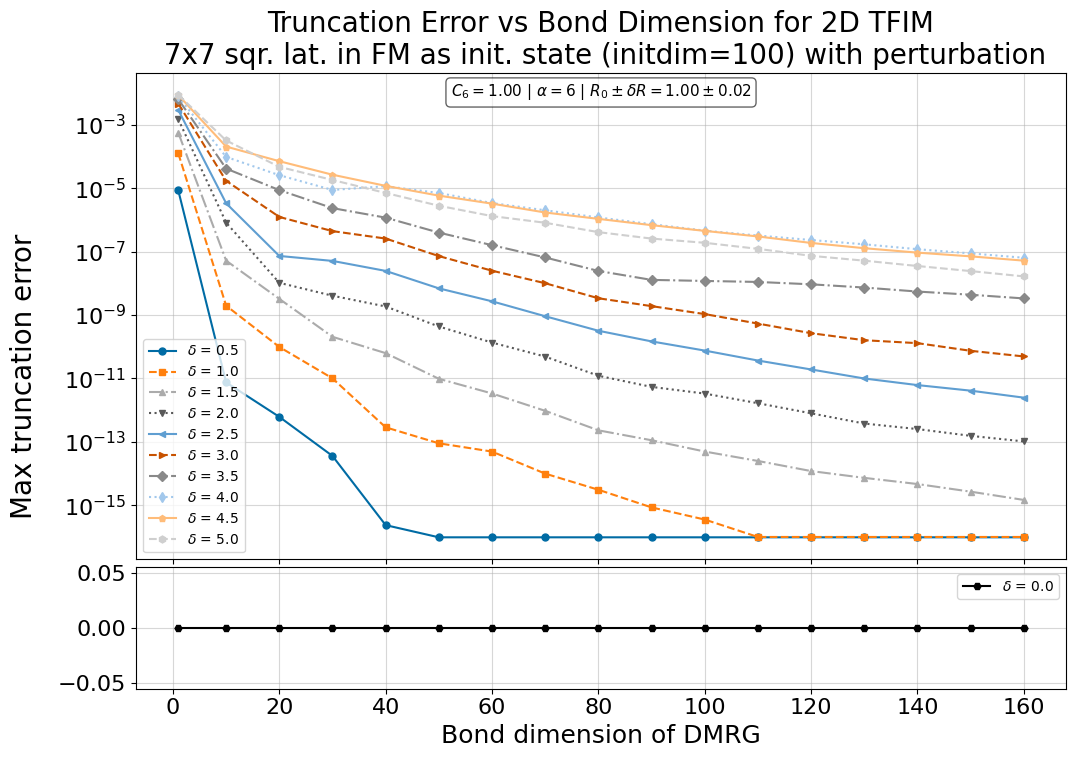 Truncation Error vs Bond Dimension for 2D TFIM
7x7 sqr. lat. in FM as init. state (initdim=100) with perturbation
C₆ = 1.00 | α = 6 | R₀ ± δR = 1.00 ± 0.02
Max truncation error
10⁻³
10⁻⁵
10⁻⁷
10⁻⁹
10⁻¹¹
10⁻¹³
10⁻¹⁵
δ = 0.5
δ = 1.0
δ = 1.5
δ = 2.0
δ = 2.5
δ = 3.0
δ = 3.5
δ = 4.0
δ = 4.5
δ = 5.0
0.05
0.00
−0.05
δ = 0.0
0 20 40 60 80 100 120 140 160
Bond dimension of DMRG